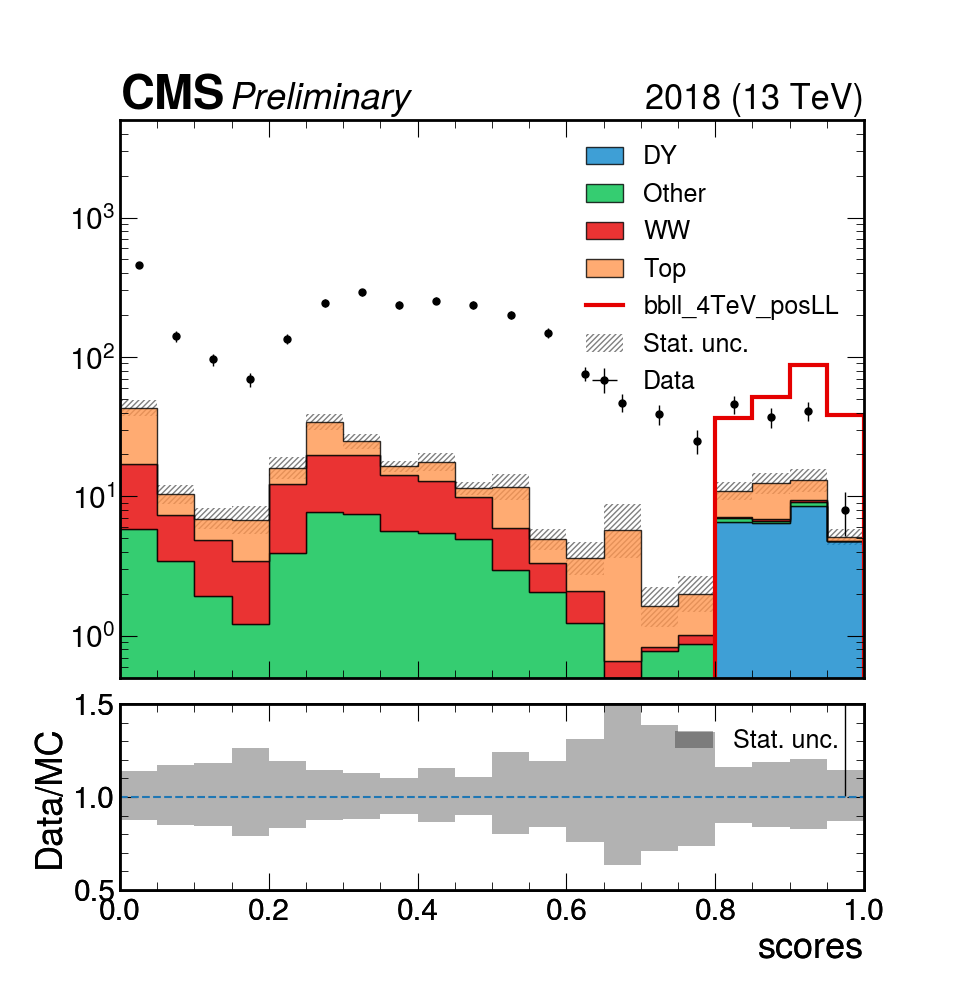 CMS Preliminary 2018 (13 TeV)
DY
Other
WW
Top
bbll_4TeV_posLL
Stat. unc.
Data
10³
10²
10¹
10⁰
1.5
1.0
0.5
Data/MC
Stat. unc.
0.0 0.2 0.4 0.6 0.8 1.0
scores